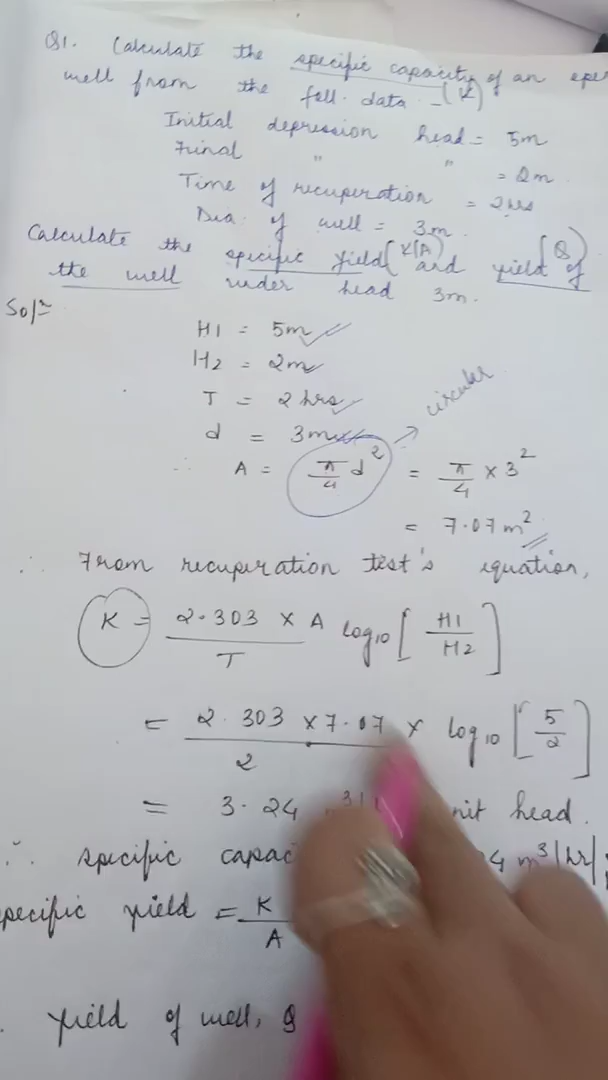 Q1. Calculate the specific capacity of an
well from the foll. data - (K)
Initial depression head = 5m
Final " " = 2m
Time of recuperation = 2hrs
Dia. of well = 3m.
Calculate the specific yield (K/A) and yield of (Q
the well under head 3m.
Sol:-
H1 = 5m
H2 = 2m
T = 2 hrs
d = 3m
circular
∴ A = π/4 d² = π/4 × 3²
= 7.07 m²
∴ From recuperation test's equation,
K = 2.303 × A / T log10 [H1/H2]
= 2.303 × 7.07 / 2 × log10 [5/2]
= 3.24 head.
∴ specific 4 m³/hr/
yield = K/A
yield of well, Q